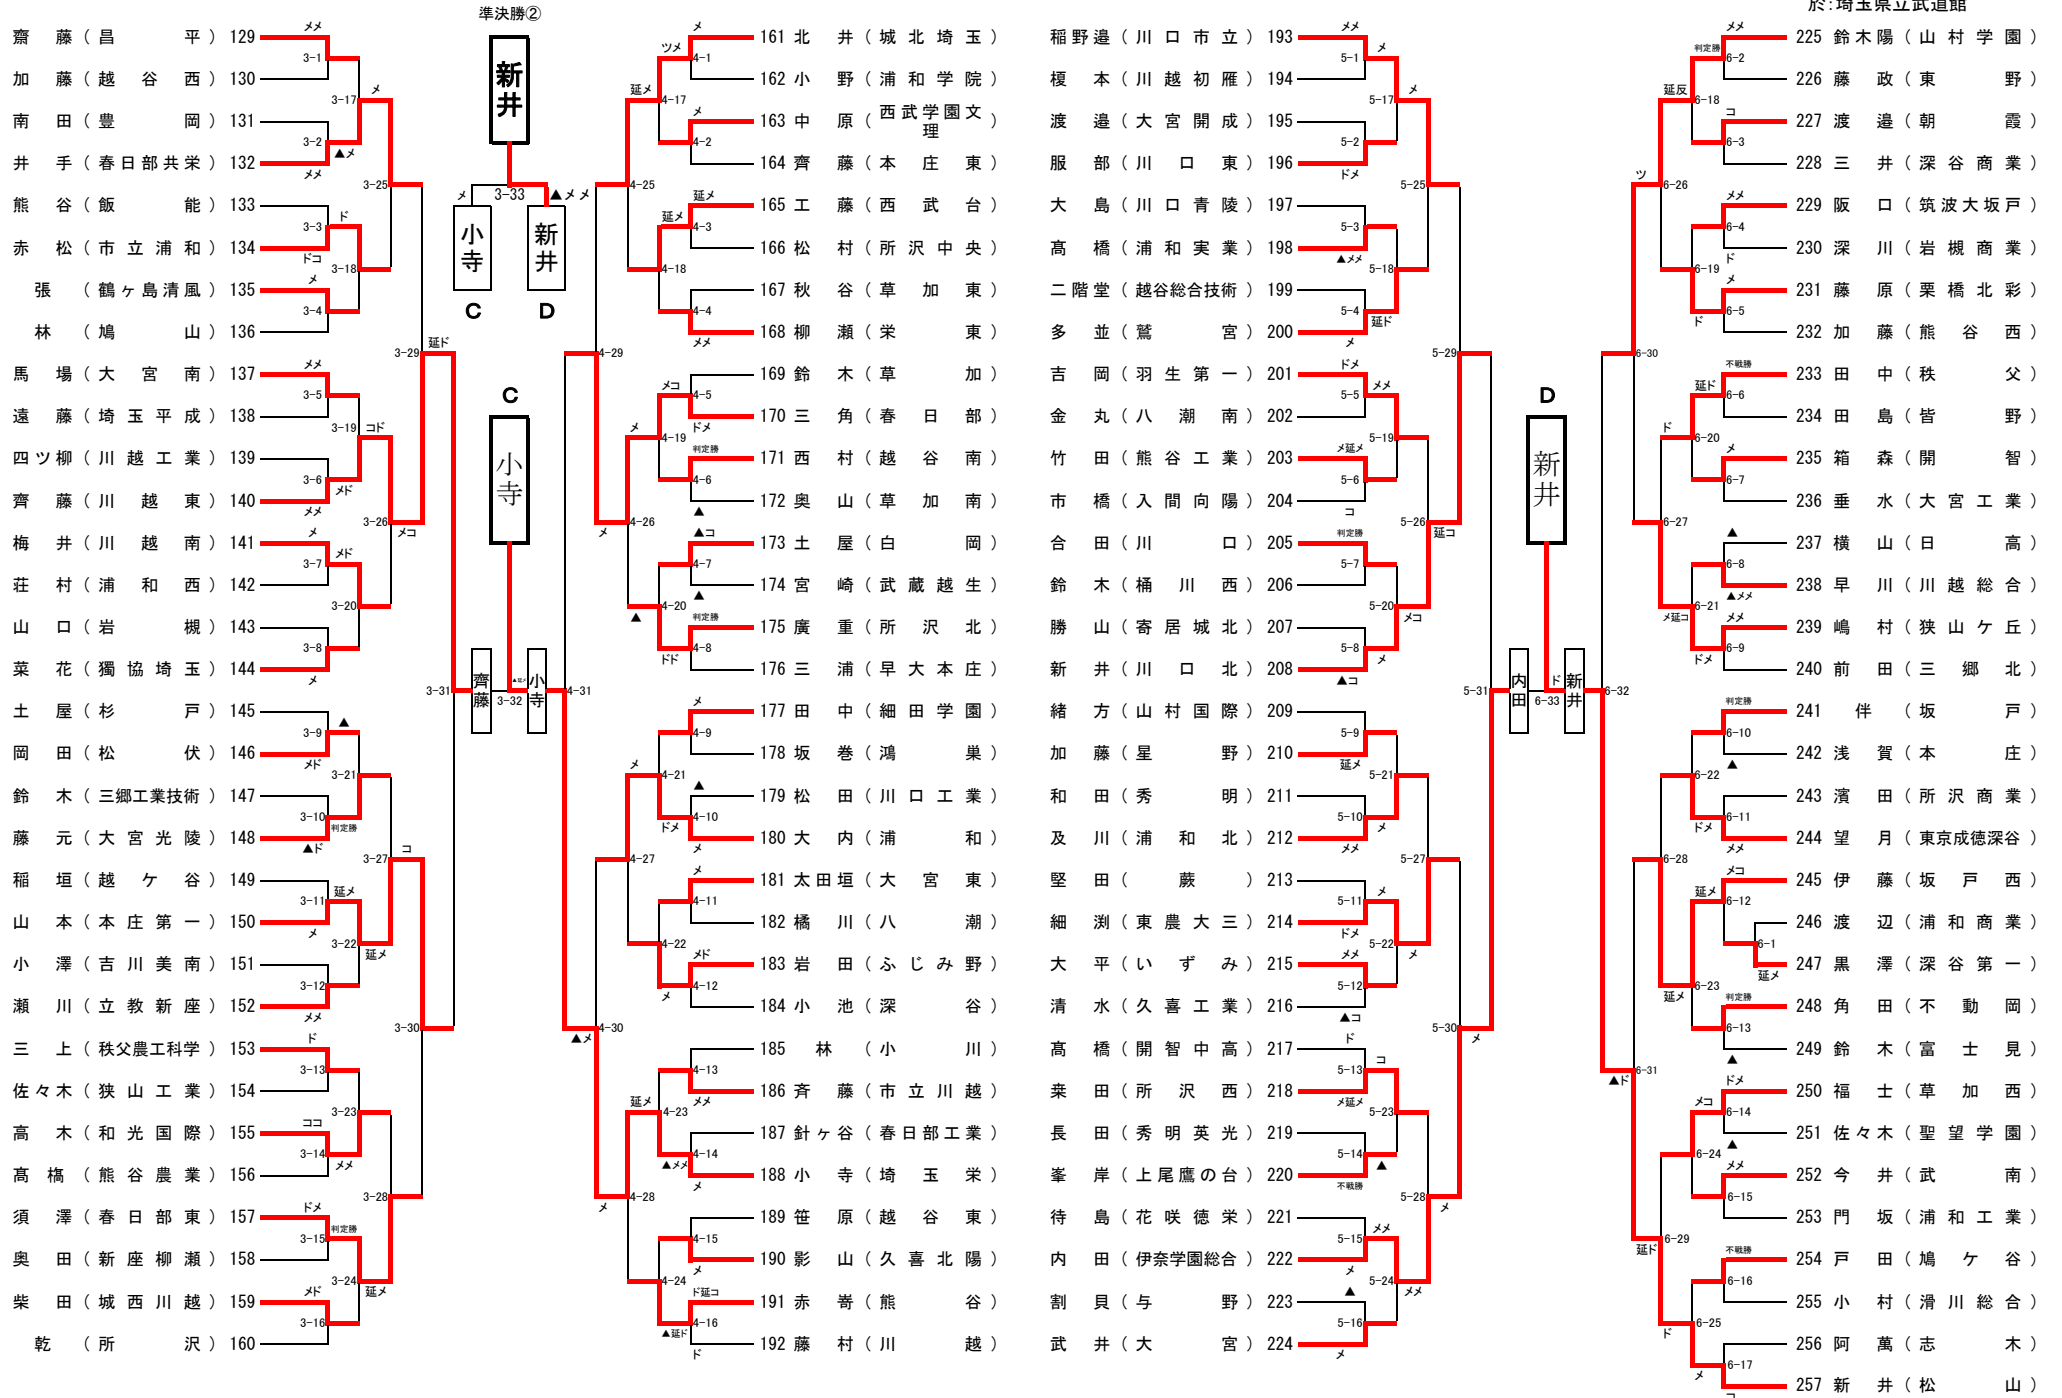 於:埼玉県立武道館
準決勝②
新井
メ 3-33 ▲メメ
小寺 新井
C D
C
小寺
齊藤 3-32 ▲延メ 小寺
D
新井
内田 6-33 ド 新井
齋藤（昌平）129
加藤（越谷西）130
南田（豊岡）131
井手（春日部共栄）132
熊谷（飯能）133
赤松（市立浦和）134
張（鶴ヶ島清風）135
林（鳩山）136
馬場（大宮南）137
遠藤（埼玉平成）138
四ツ柳（川越工業）139
齊藤（川越東）140
梅井（川越南）141
荘村（浦和西）142
山口（岩槻）143
菜花（獨協埼玉）144
土屋（杉戸）145
岡田（松伏）146
鈴木（三郷工業技術）147
藤元（大宮光陵）148
稲垣（越ケ谷）149
山本（本庄第一）150
小澤（吉川美南）151
瀬川（立教新座）152
三上（秩父農工科学）153
佐々木（狭山工業）154
高木（和光国際）155
髙橋（熊谷農業）156
須澤（春日部東）157
奥田（新座柳瀬）158
柴田（城西川越）159
乾（所沢）160
161 北井（城北埼玉）
162 小野（浦和学院）
163 中原（西武学園文理）
164 齊藤（本庄東）
165 工藤（西武台）
166 松村（所沢中央）
167 秋谷（草加東）
168 柳瀬（栄東）
169 鈴木（草加）
170 三角（春日部）
171 西村（越谷南）
172 奥山（草加南）
173 土屋（白岡）
174 宮崎（武蔵越生）
175 廣重（所沢北）
176 三浦（早大本庄）
177 田中（細田学園）
178 坂巻（鴻巣）
179 松田（川口工業）
180 大内（浦和）
181 太田垣（大宮東）
182 橘川（八潮）
183 岩田（ふじみ野）
184 小池（深谷）
185 林（小川）
186 斉藤（市立川越）
187 針ヶ谷（春日部工業）
188 小寺（埼玉栄）
189 笹原（越谷東）
190 影山（久喜北陽）
191 赤嵜（熊谷）
192 藤村（川越）
稲野邉（川口市立）193
榎本（川越初雁）194
渡邉（大宮開成）195
服部（川口東）196
大島（川口青陵）197
髙橋（浦和実業）198
二階堂（越谷総合技術）199
多並（鷲宮）200
吉岡（羽生第一）201
金丸（八潮南）202
竹田（熊谷工業）203
市橋（入間向陽）204
合田（川口）205
鈴木（桶川西）206
勝山（寄居城北）207
新井（川口北）208
緒方（山村国際）209
加藤（星野）210
和田（秀明）211
及川（浦和北）212
堅田（蕨）213
細渕（東農大三）214
大平（いずみ）215
清水（久喜工業）216
髙橋（開智中高）217
桒田（所沢西）218
長田（秀明英光）219
峯岸（上尾鷹の台）220
待島（花咲徳栄）221
内田（伊奈学園総合）222
割貝（与野）223
武井（大宮）224
225 鈴木陽（山村学園）
226 藤政（東野）
227 渡邉（朝霞）
228 三井（深谷商業）
229 阪口（筑波大坂戸）
230 深川（岩槻商業）
231 藤原（栗橋北彩）
232 加藤（熊谷西）
233 田中（秩父）
234 田島（皆野）
235 箱森（開智）
236 垂水（大宮工業）
237 横山（日高）
238 早川（川越総合）
239 嶋村（狭山ケ丘）
240 前田（三郷北）
241 伴（坂戸）
242 浅賀（本庄）
243 濱田（所沢商業）
244 望月（東京成徳深谷）
245 伊藤（坂戸西）
246 渡辺（浦和商業）
247 黒澤（深谷第一）
248 角田（不動岡）
249 鈴木（富士見）
250 福士（草加西）
251 佐々木（聖望学園）
252 今井（武南）
253 門坂（浦和工業）
254 戸田（鳩ケ谷）
255 小村（滑川総合）
256 阿萬（志木）
257 新井（松山）